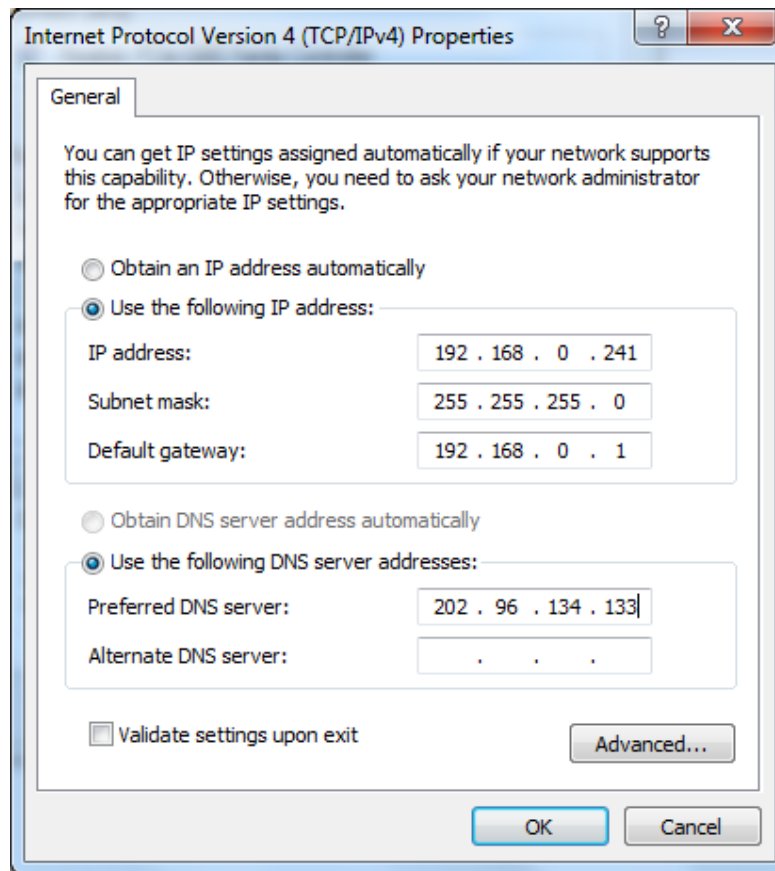 Internet Protocol Version 4 (TCP/IPv4) Properties
General
You can get IP settings assigned automatically if your network supports
this capability. Otherwise, you need to ask your network administrator
for the appropriate IP settings.
Obtain an IP address automatically
Use the following IP address:
IP address: 192 . 168 . 0 . 241
Subnet mask: 255 . 255 . 255 . 0
Default gateway: 192 . 168 . 0 . 1
Obtain DNS server address automatically
Use the following DNS server addresses:
Preferred DNS server: 202 . 96 . 134 . 133
Alternate DNS server: . . .
Validate settings upon exit
Advanced...
OK Cancel